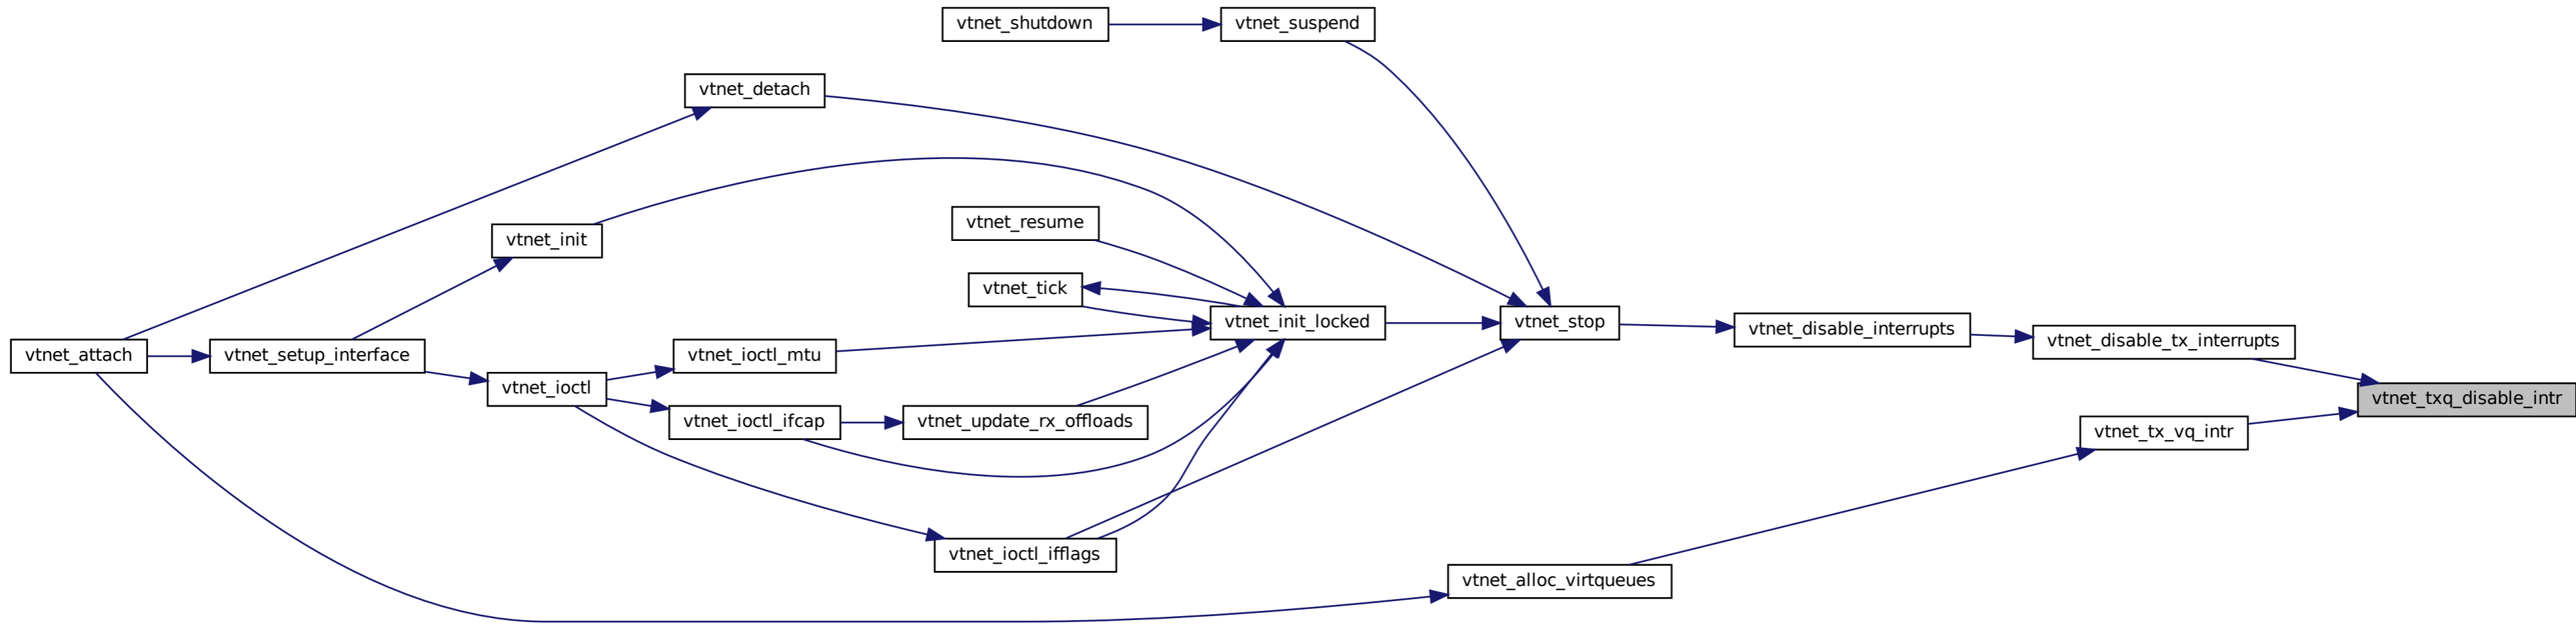 vtnet_shutdown
vtnet_suspend
vtnet_detach
vtnet_resume
vtnet_init
vtnet_tick
vtnet_init_locked
vtnet_stop
vtnet_disable_interrupts
vtnet_disable_tx_interrupts
vtnet_attach
vtnet_setup_interface
vtnet_ioctl_mtu
vtnet_ioctl
vtnet_txq_disable_intr
vtnet_ioctl_ifcap
vtnet_update_rx_offloads
vtnet_tx_vq_intr
vtnet_ioctl_ifflags
vtnet_alloc_virtqueues